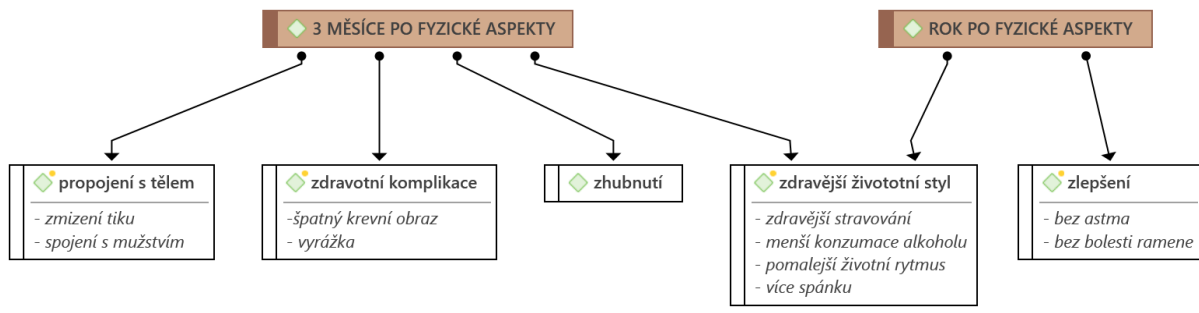 3 MĚSÍCE PO FYZICKÉ ASPEKTY
ROK PO FYZICKÉ ASPEKTY
propojení s tělem
- zmizení tiku
- spojení s mužstvím
zdravotní komplikace
-špatný krevní obraz
- vyrážka
zhubnutí
zdravější živototní styl
- zdravější stravování
- menší konzumace alkoholu
- pomalejší životní rytmus
- více spánku
zlepšení
- bez astma
- bez bolesti ramene